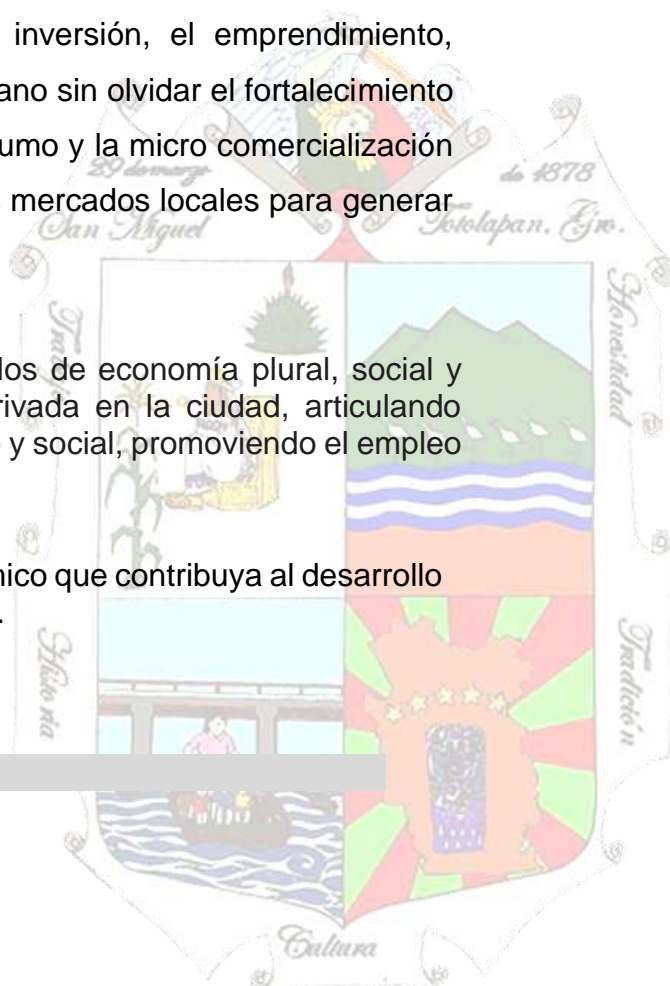 inversión, el emprendimiento,
ano sin olvidar el fortalecimiento
umo y la micro comercialización
mercados locales para generar
29 de marzo
de 1878
San Miguel
Totolapan, Gro.
Honestidad
los de economía plural, social y
rivada en la ciudad, articulando
y social, promoviendo el empleo
nico que contribuya al desarrollo
.
Historia
Tradición
Cultura